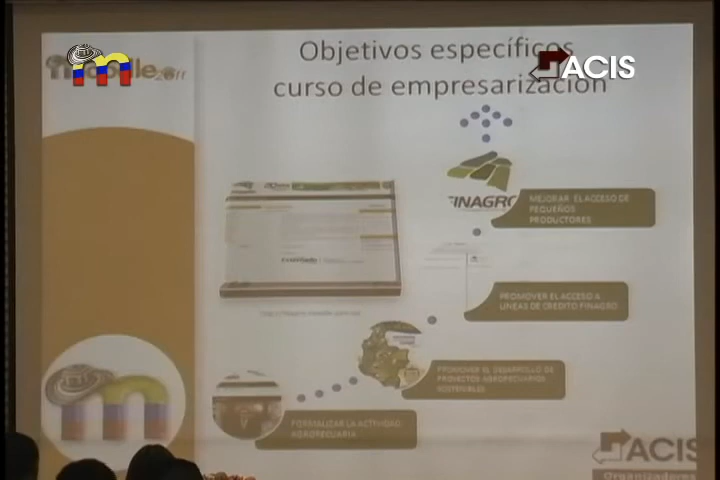 Objetivos específicos
curso de empresarización
ACIS
FINAGRO
MEJORAR EL ACCESO DE
PEQUEÑOS
PRODUCTORES
PROMOVER EL ACCESO A
LINEAS DE CREDITO FINAGRO
PROMOVER EL DESARROLLO DE
PROYECTOS AGROPECUARIOS
SOSTENIBLES
FORMALIZAR LA ACTIVIDAD
AGROPECUARIA
ACIS
Organizadores